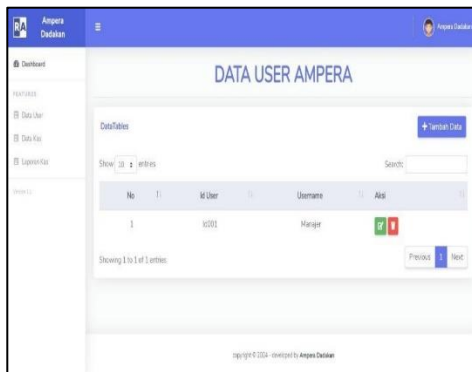 RA
Ampera
Dadakan
Ampera Dadakan
Dashboard
DATA USER AMPERA
FEATURES
Data User
Data Kas
Laporan Kas
DataTables
Tambah Data
Show 10 entries
Search:
No Id User Username Aksi
1 Id001 Manajer
Showing 1 to 1 of 1 entries
Previous 1 Next
copyright © 2024 - developed by Ampera Dadakan